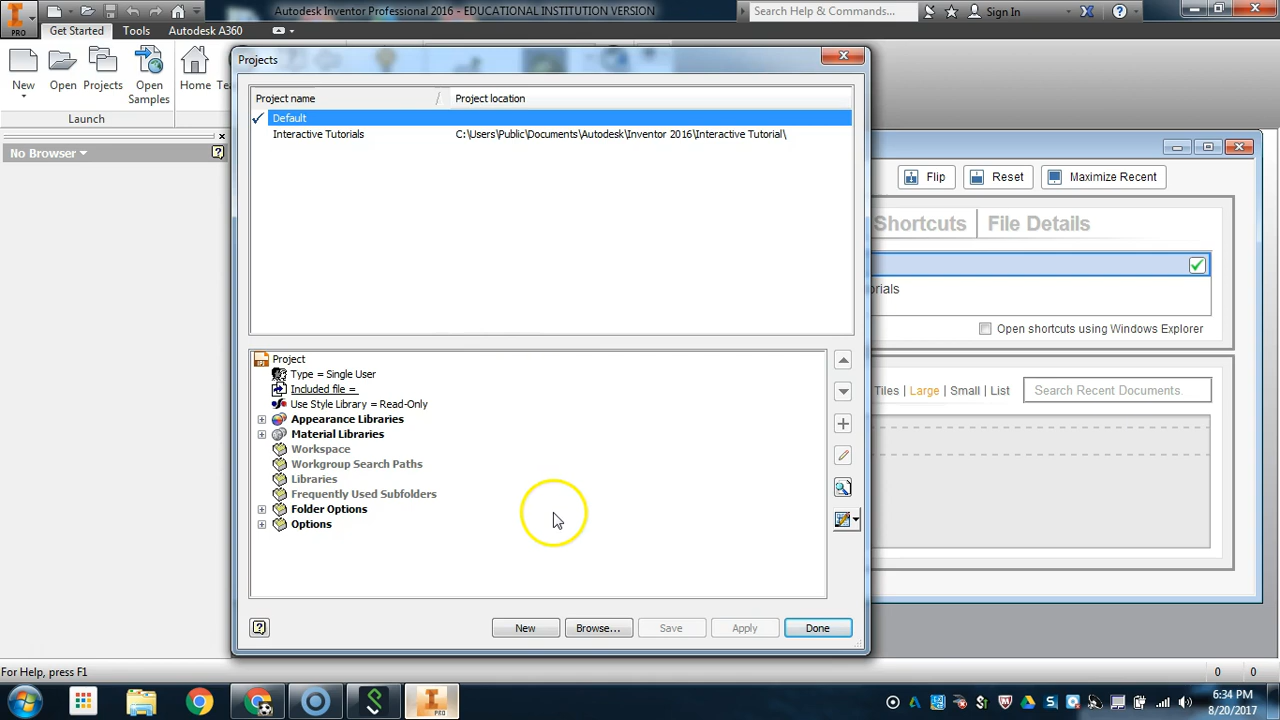 Autodesk Inventor Professional 2016 - EDUCATIONAL INSTITUTION VERSION
Search Help & Commands...
Sign In
PRO
Get Started
Tools
Autodesk A360
New
Open
Projects
Open Samples
Home
Launch
No Browser
Projects
Project name
Project location
Default
Interactive Tutorials
C:\Users\Public\Documents\Autodesk\Inventor 2016\Interactive Tutorial\
Flip
Reset
Maximize Recent
Shortcuts
File Details
Open shortcuts using Windows Explorer
Tiles | Large | Small | List
Search Recent Documents.
Project
Type = Single User
Included file =
Use Style Library = Read-Only
Appearance Libraries
Material Libraries
Workspace
Workgroup Search Paths
Libraries
Frequently Used Subfolders
Folder Options
Options
New
Browse...
Save
Apply
Done
For Help, press F1
0
0
PRO
6:34 PM
8/20/2017